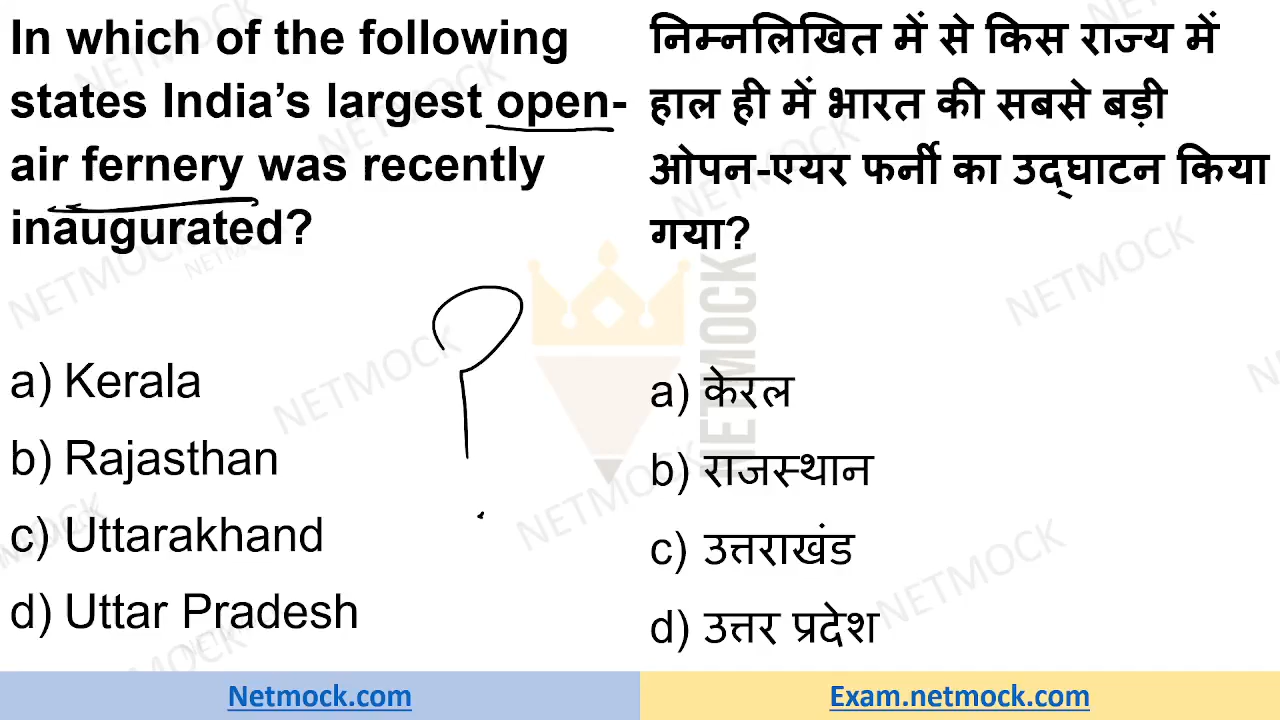 In which of the following
states India's largest open-
air fernery was recently
inaugurated?
a) Kerala
b) Rajasthan
c) Uttarakhand
d) Uttar Pradesh
निम्नलिखित में से किस राज्य में
हाल ही में भारत की सबसे बड़ी
ओपन-एयर फर्नी का उद्घाटन किया
गया?
a) केरल
b) राजस्थान
c) उत्तराखंड
d) उत्तर प्रदेश
NETMOCK
Netmock.com
Exam.netmock.com